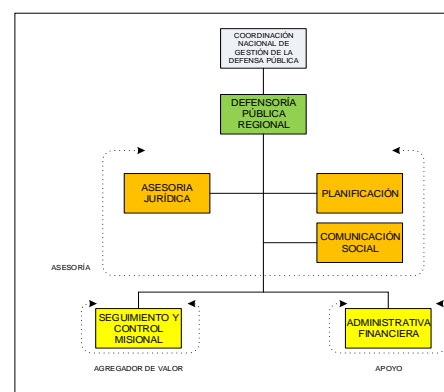 COORDINACIÓN
NACIONAL DE
GESTIÓN DE LA
DEFENSA PÚBLICA
DEFENSORÍA
PÚBLICA
REGIONAL
ASESORIA
JURÍDICA
PLANIFICACIÓN
COMUNICACIÓN
SOCIAL
ASESORÍA
SEGUIMIENTO Y
CONTROL
MISIONAL
ADMINISTRATIVA
FINANCIERA
AGREGADOR DE VALOR
APOYO